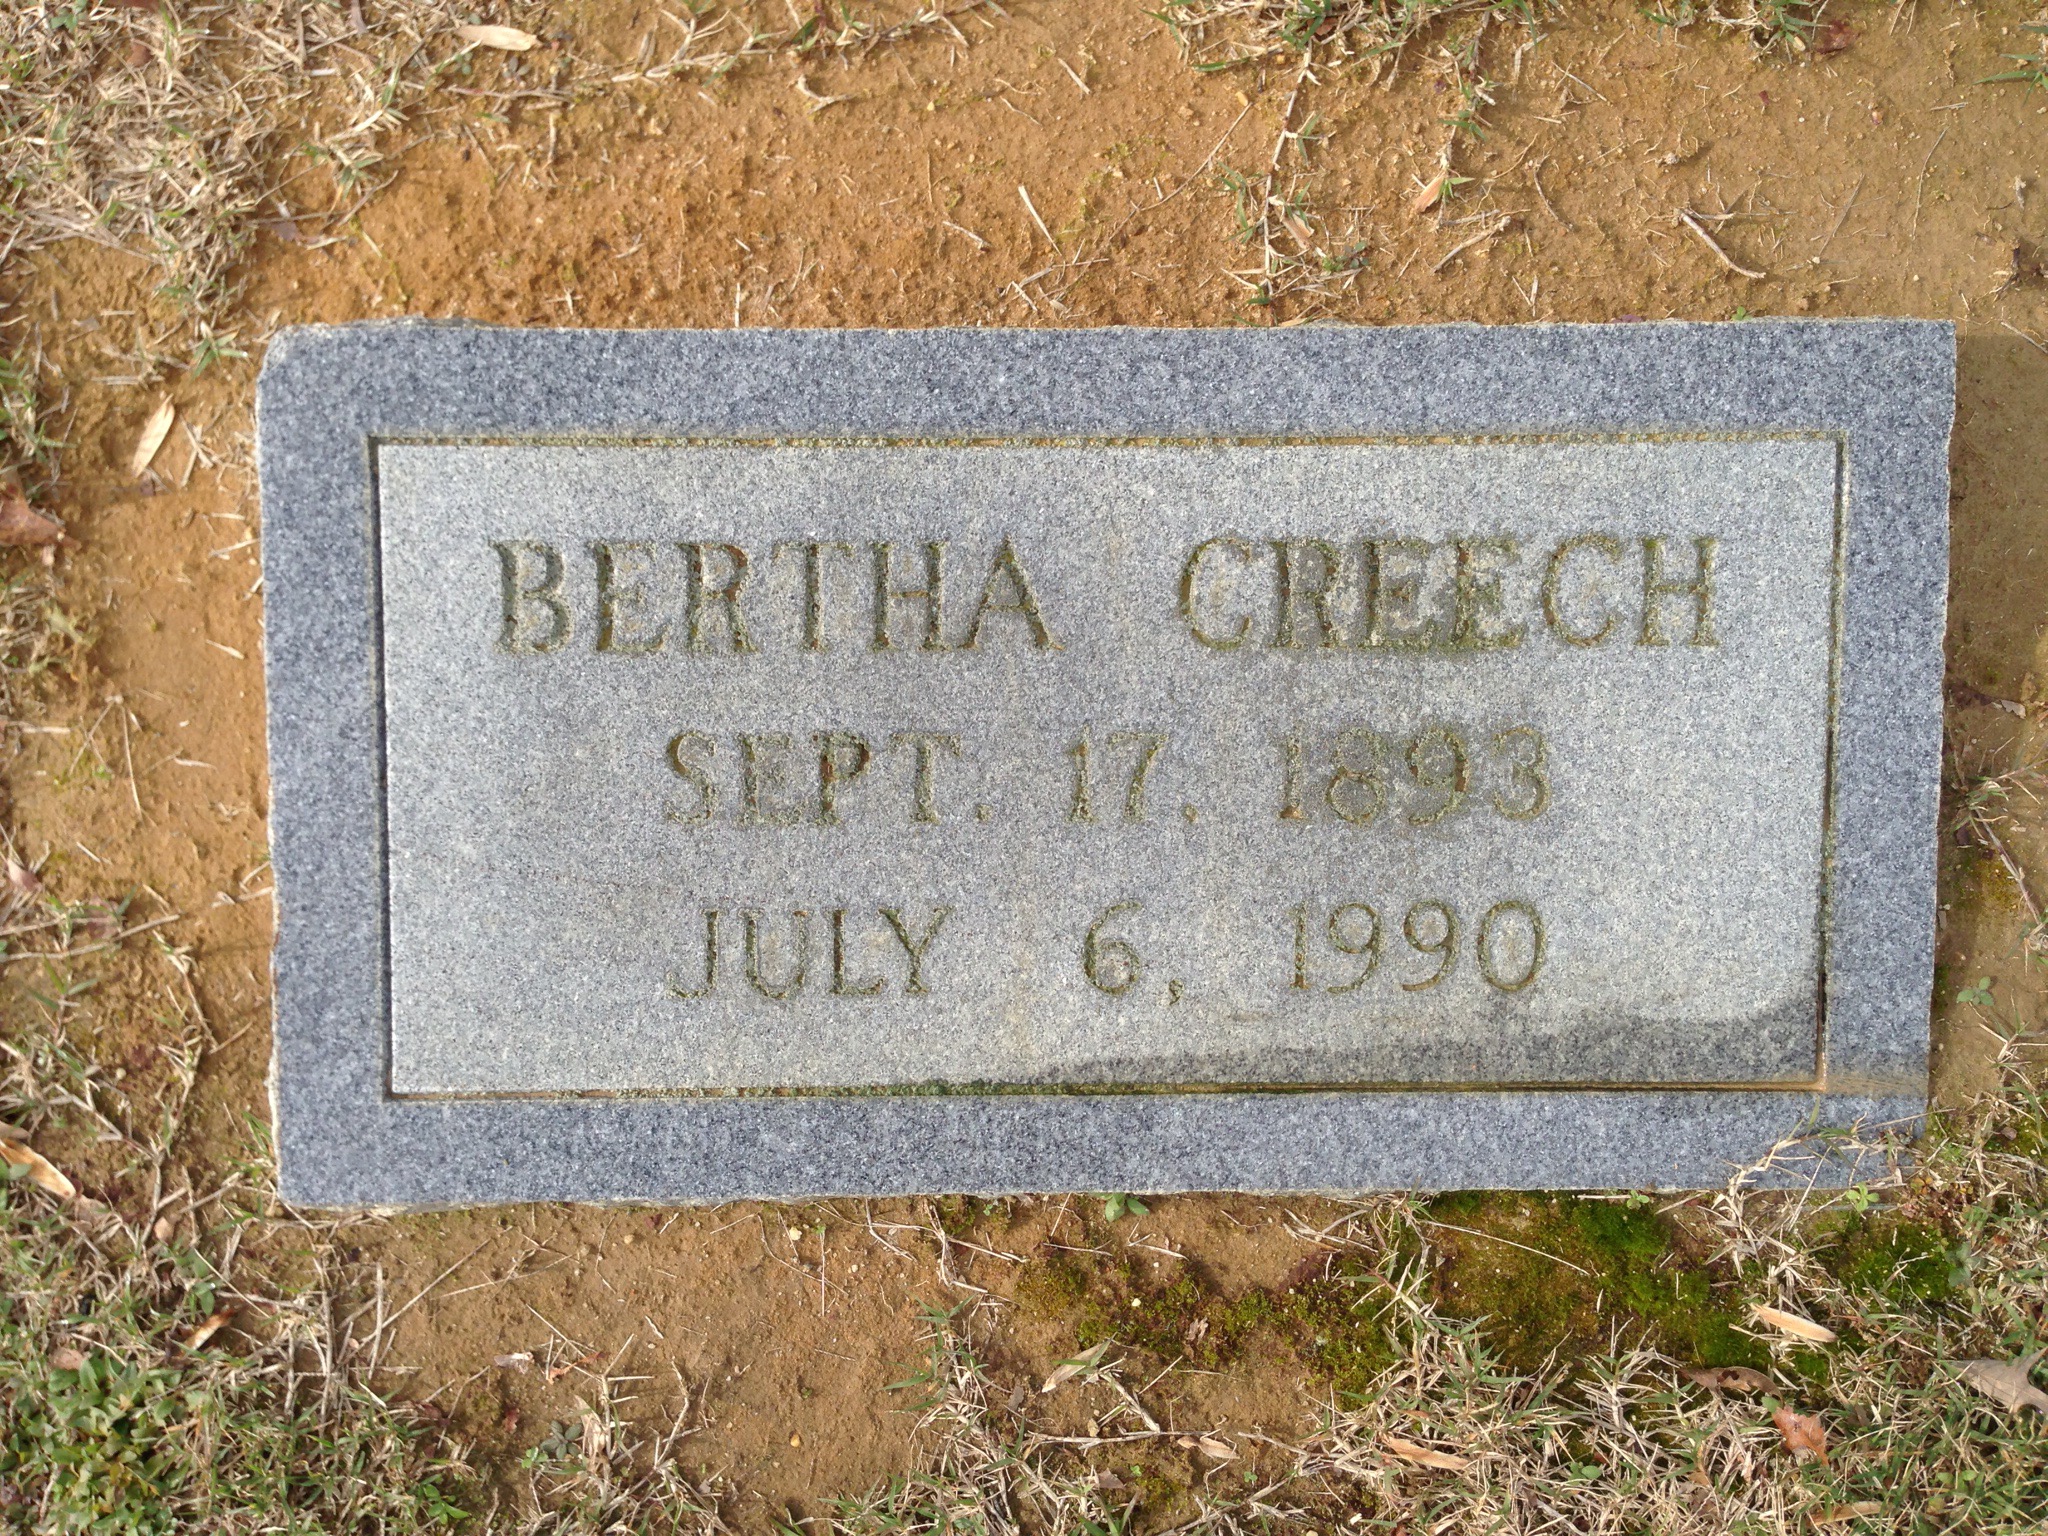 BERTHA CREECH
SEPT. 17. 1893
JULY 6, 1990